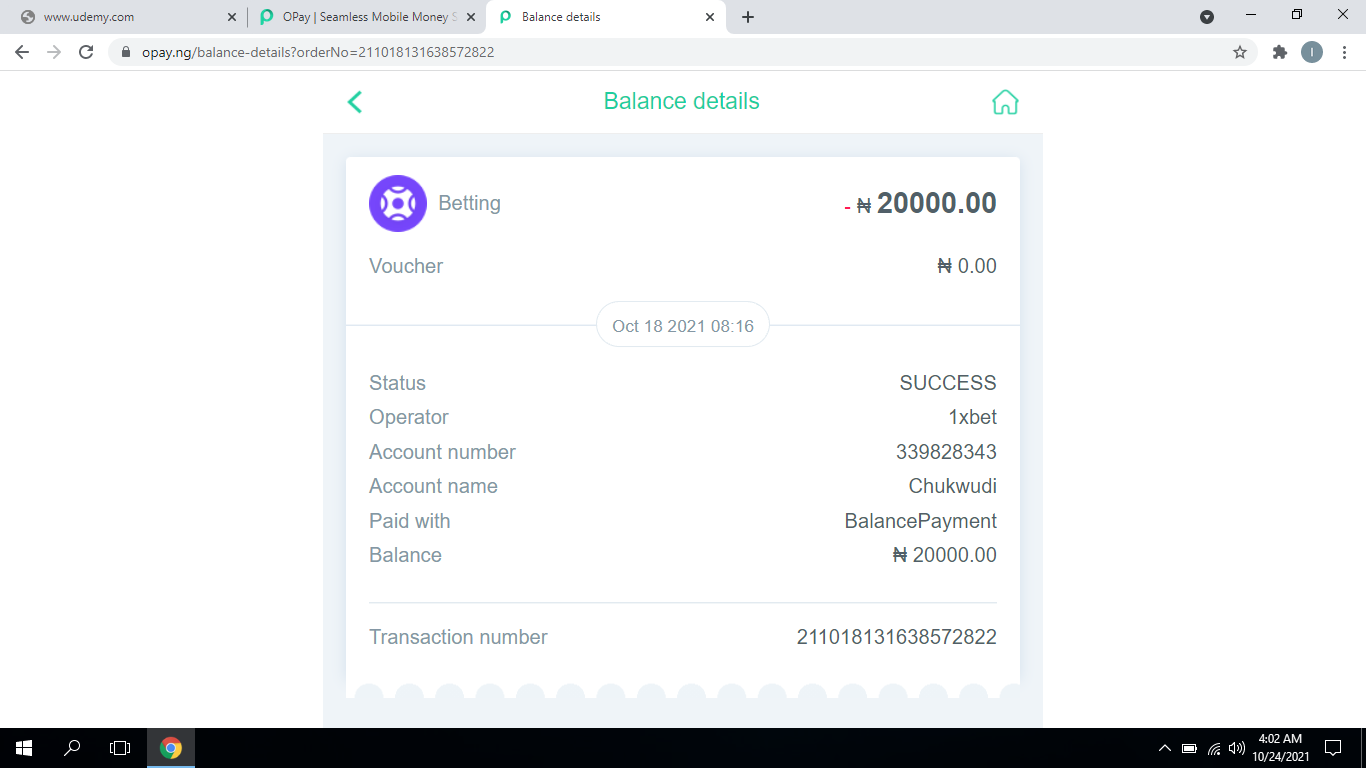 www.udemy.com
OPay | Seamless Mobile Money S
Balance details
opay.ng/balance-details?orderNo=211018131638572822
I
Balance details
Betting - ₦ 20000.00
Voucher ₦ 0.00
Oct 18 2021 08:16
Status SUCCESS
Operator 1xbet
Account number 339828343
Account name Chukwudi
Paid with BalancePayment
Balance ₦ 20000.00
Transaction number 211018131638572822
4:02 AM
10/24/2021